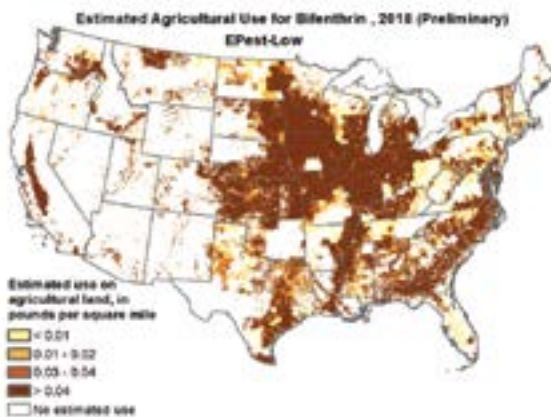 Estimated Agricultural Use for Bifenthrin , 2018 (Preliminary)
EPest-Low
Estimated use on
agricultural land, in
pounds per square mile
< 0.01
0.01 - 0.02
0.03 - 0.04
> 0.04
No estimated use